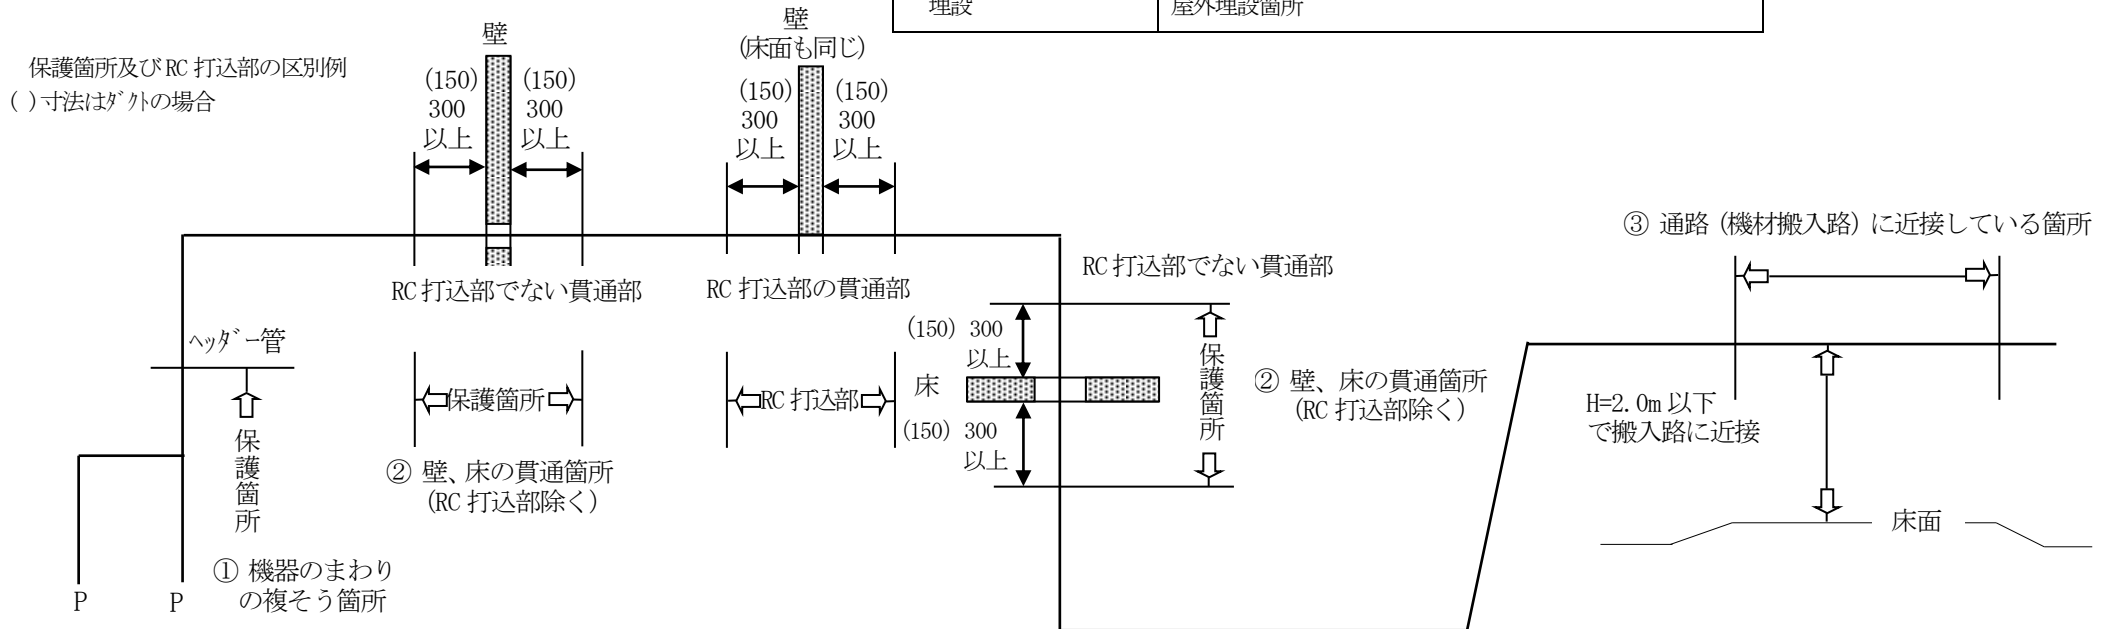 埋設
屋外埋設箇所
保護箇所及びRC打込部の区別例
( )寸法はダクトの場合
壁
(150)
300
以上
(150)
300
以上
壁
(床面も同じ)
(150)
300
以上
(150)
300
以上
RC打込部でない貫通部
RC打込部の貫通部
RC打込部でない貫通部
③ 通路(機材搬入路)に近接している箇所
ヘッダー管
保護箇所
保護箇所
② 壁、床の貫通箇所
(RC打込部除く)
RC打込部
(150) 300
以上
床
(150) 300
以上
保護箇所
② 壁、床の貫通箇所
(RC打込部除く)
H=2.0m以下
で搬入路に近接
床面
① 機器のまわり
の複そう箇所
P
P